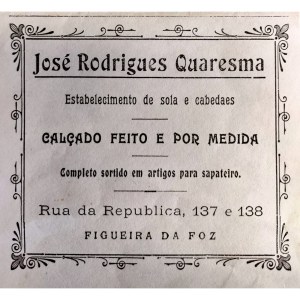 José Rodrigues Quaresma
Estabelecimento de sola e cabedaes
CALÇADO FEITO E POR MEDIDA
Completo sortido em artigos para sapateiro.
Rua da Republica, 137 e 138
FIGUEIRA DA FOZ